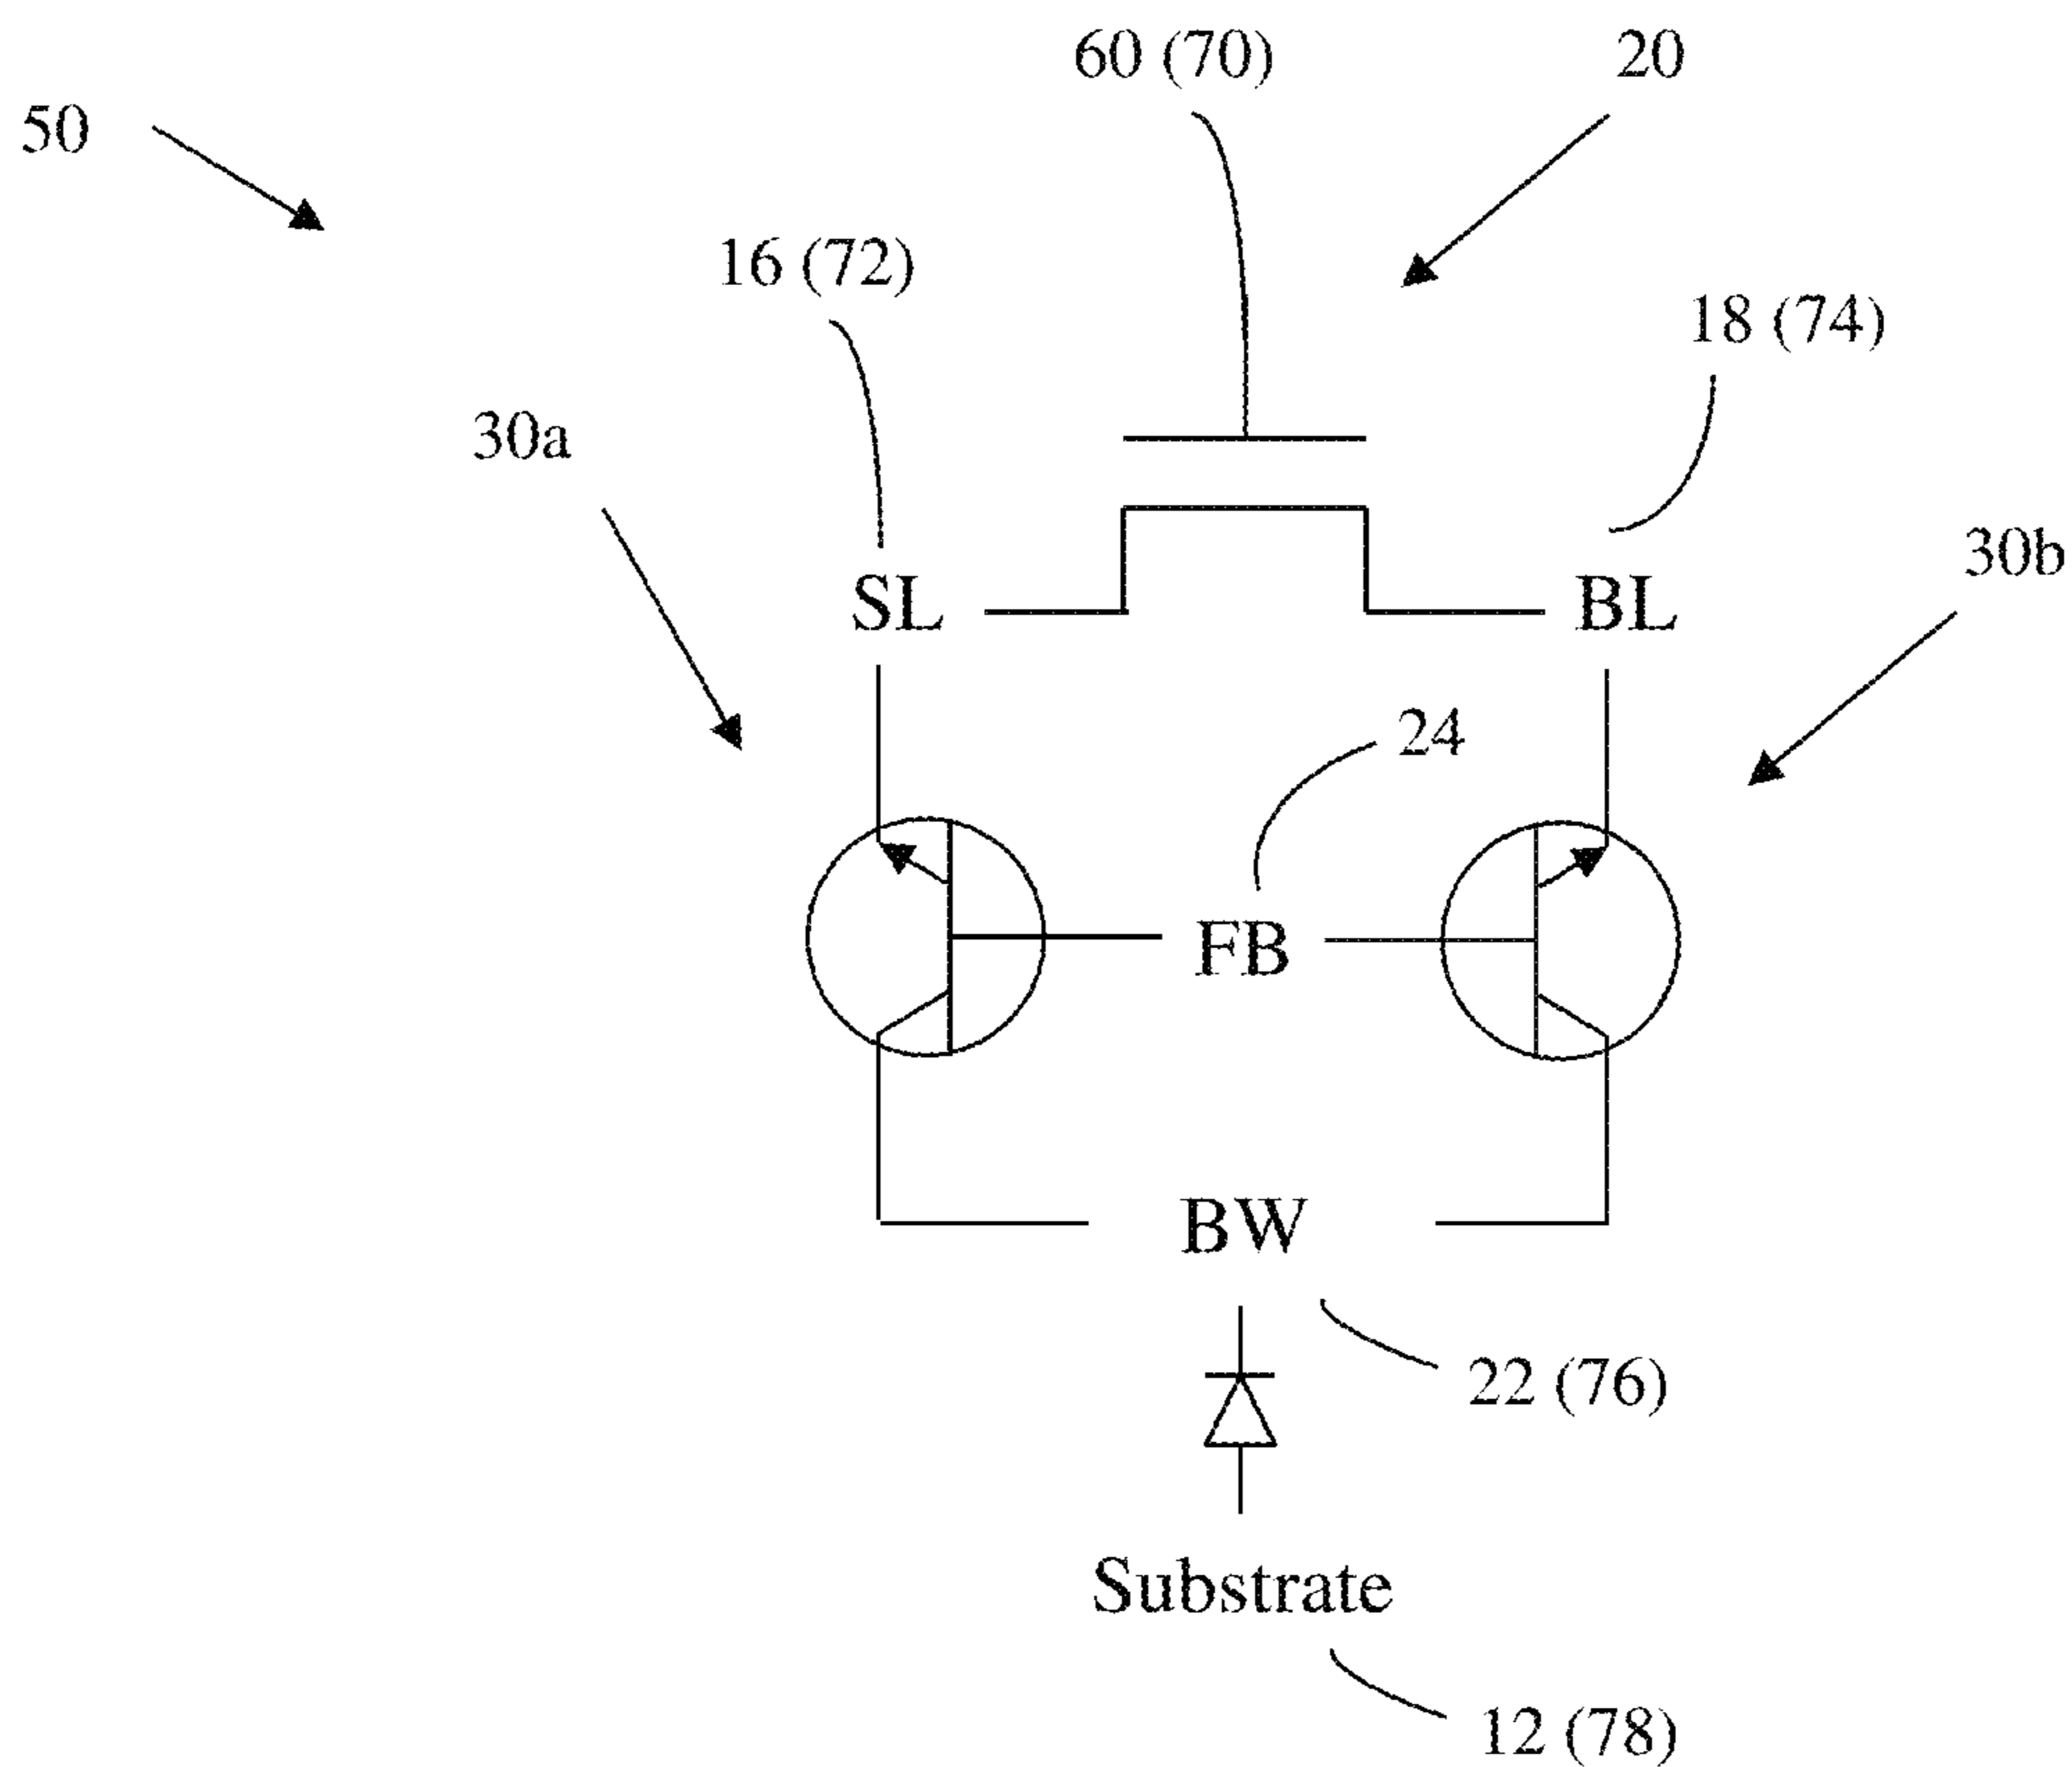 60 (70)
20
50
16 (72)
18 (74)
30a
30b
SL
BL
24
FB
BW
22 (76)
Substrate
12 (78)